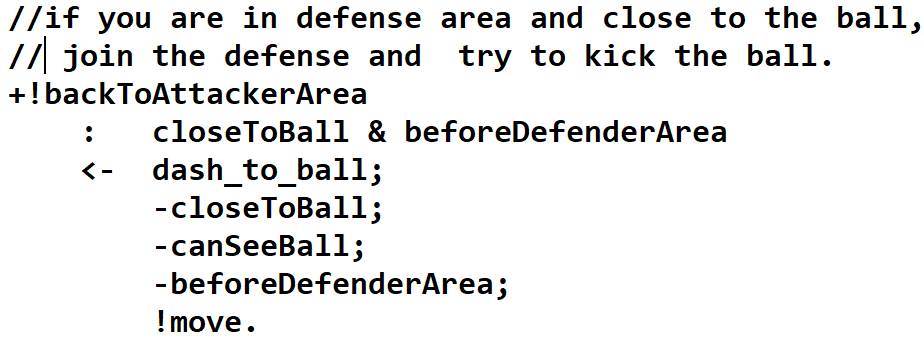 //if you are in defense area and close to the ball,
// join the defense and  try to kick the ball.
+!backToAttackerArea
    :   closeToBall & beforeDefenderArea
    <-  dash_to_ball;
        -closeToBall;
        -canSeeBall;
        -beforeDefenderArea;
        !move.